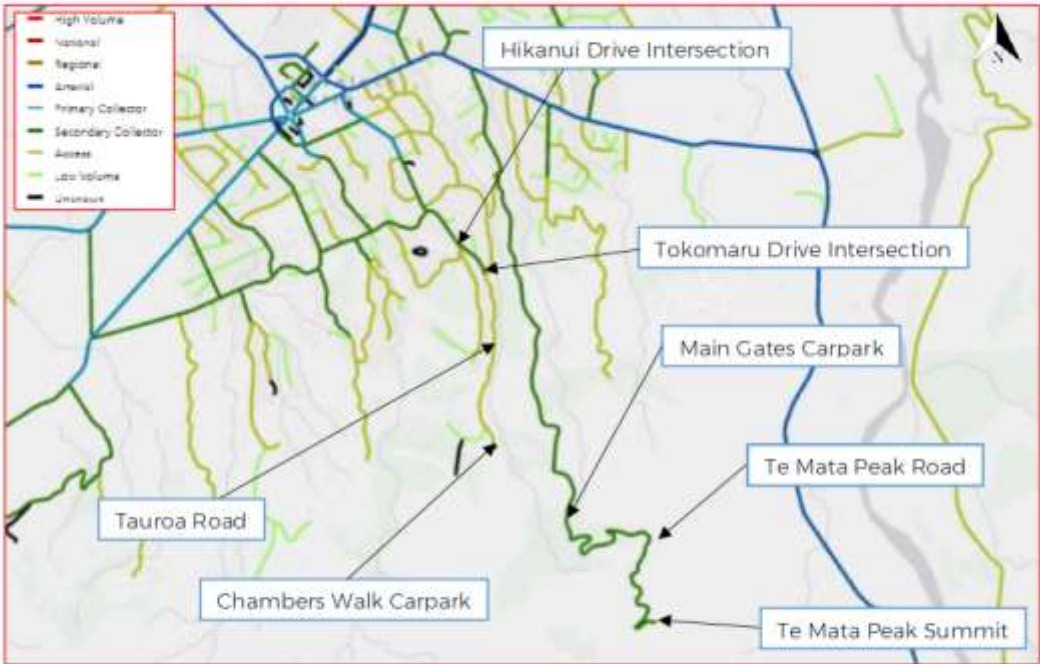 High Volume
National
Regional
Arterial
Primary Collector
Secondary Collector
Access
Low Volume
Unknown
Hikanui Drive Intersection
Tokomaru Drive Intersection
Main Gates Carpark
Te Mata Peak Road
Tauroa Road
Chambers Walk Carpark
Te Mata Peak Summit